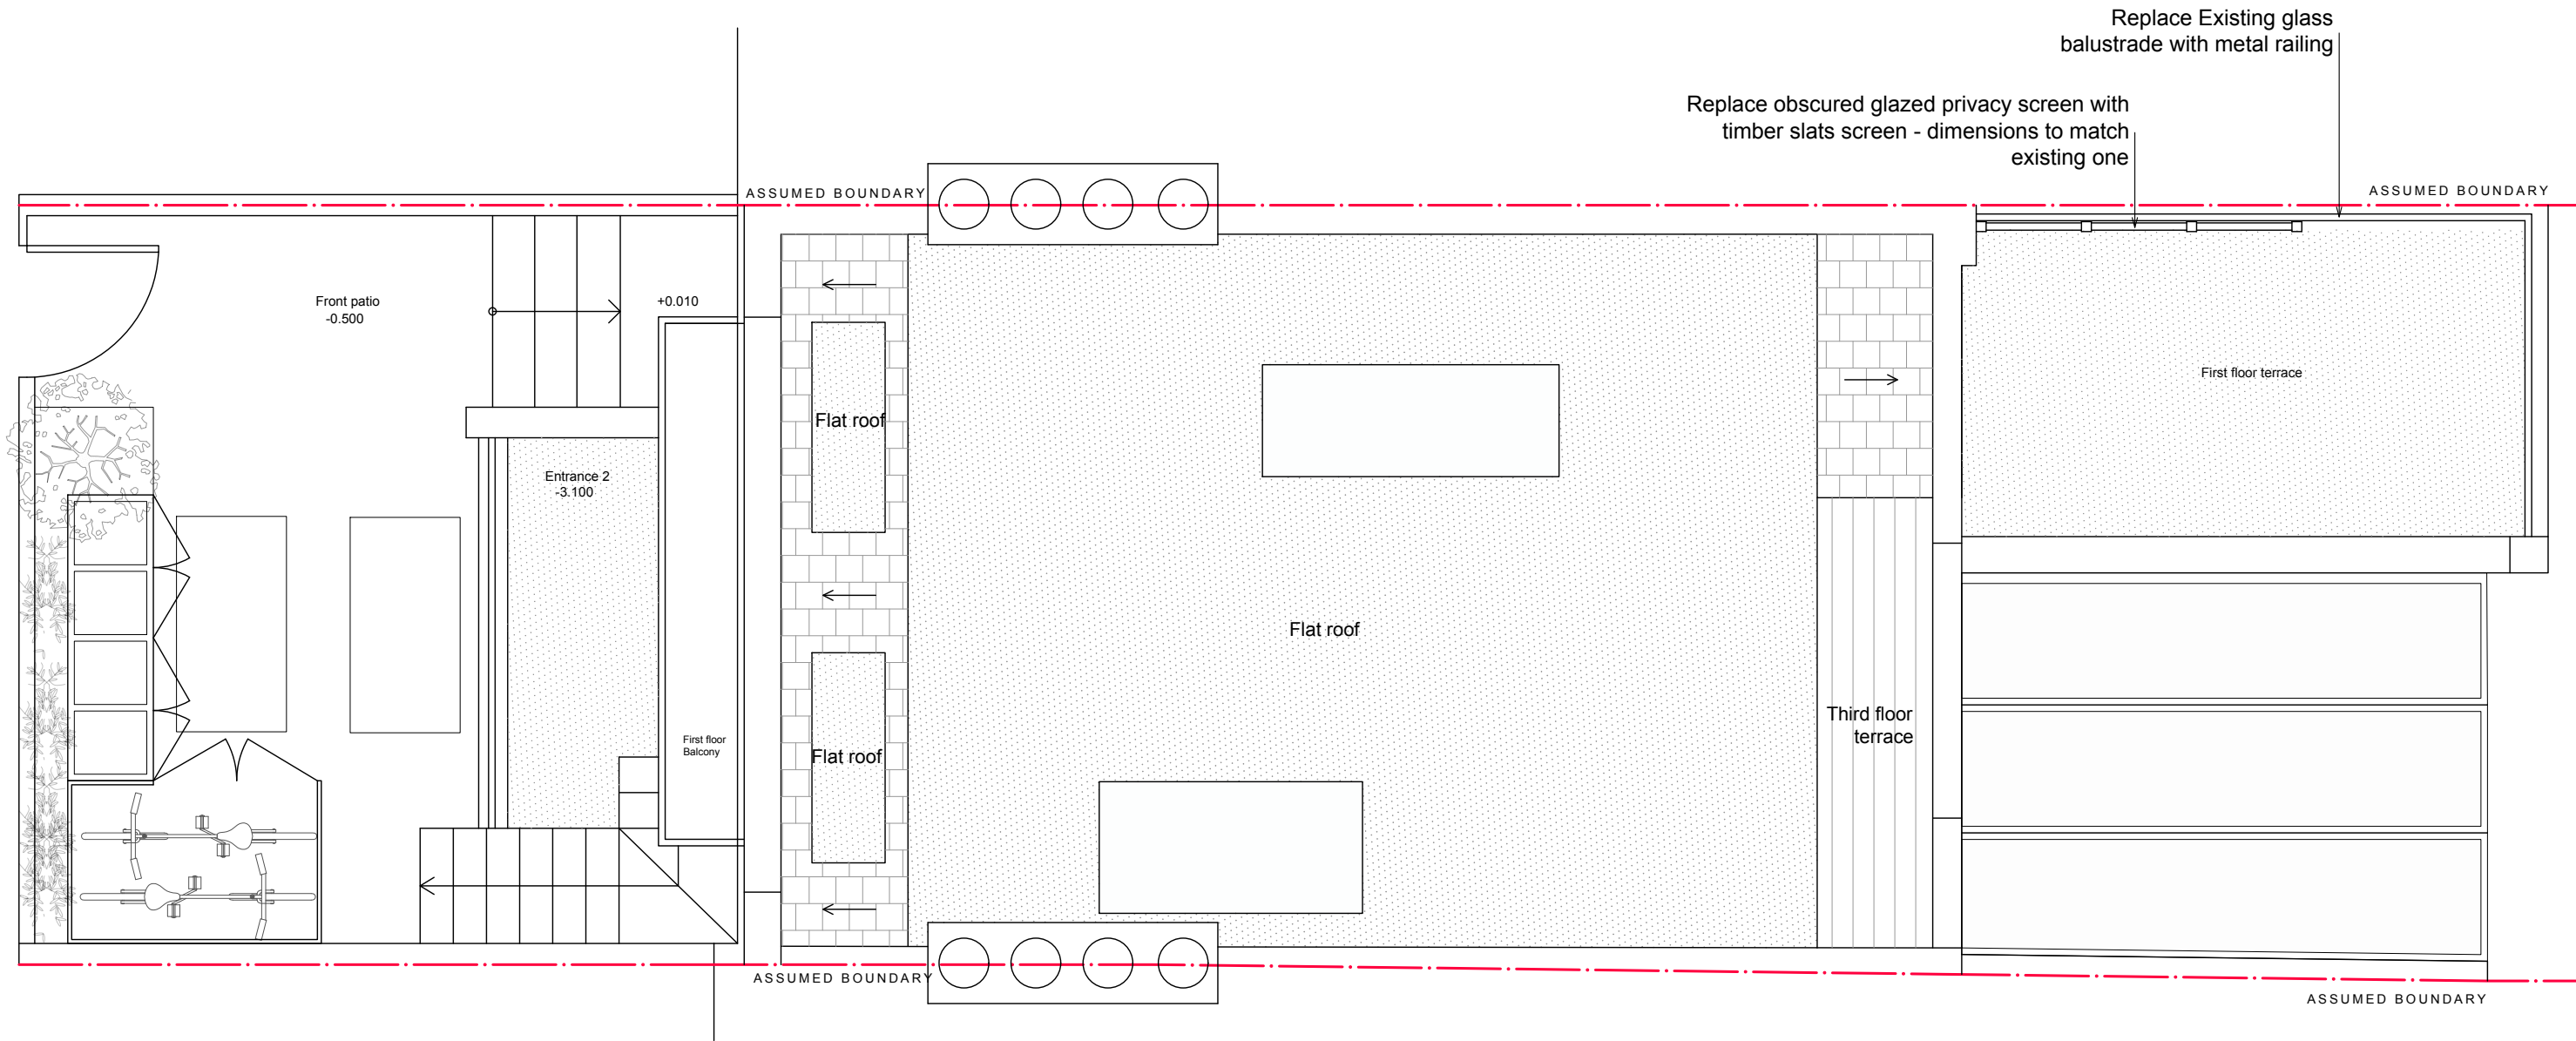 Replace Existing glass
balustrade with metal railing
Replace obscured glazed privacy screen with
timber slats screen - dimensions to match
existing one
ASSUMED BOUNDARY
ASSUMED BOUNDARY
Front patio
-0.500
+0.010
First floor terrace
Flat roof
Entrance 2
-3.100
Flat roof
Third floor
terrace
First floor
Balcony
Flat roof
ASSUMED BOUNDARY
ASSUMED BOUNDARY